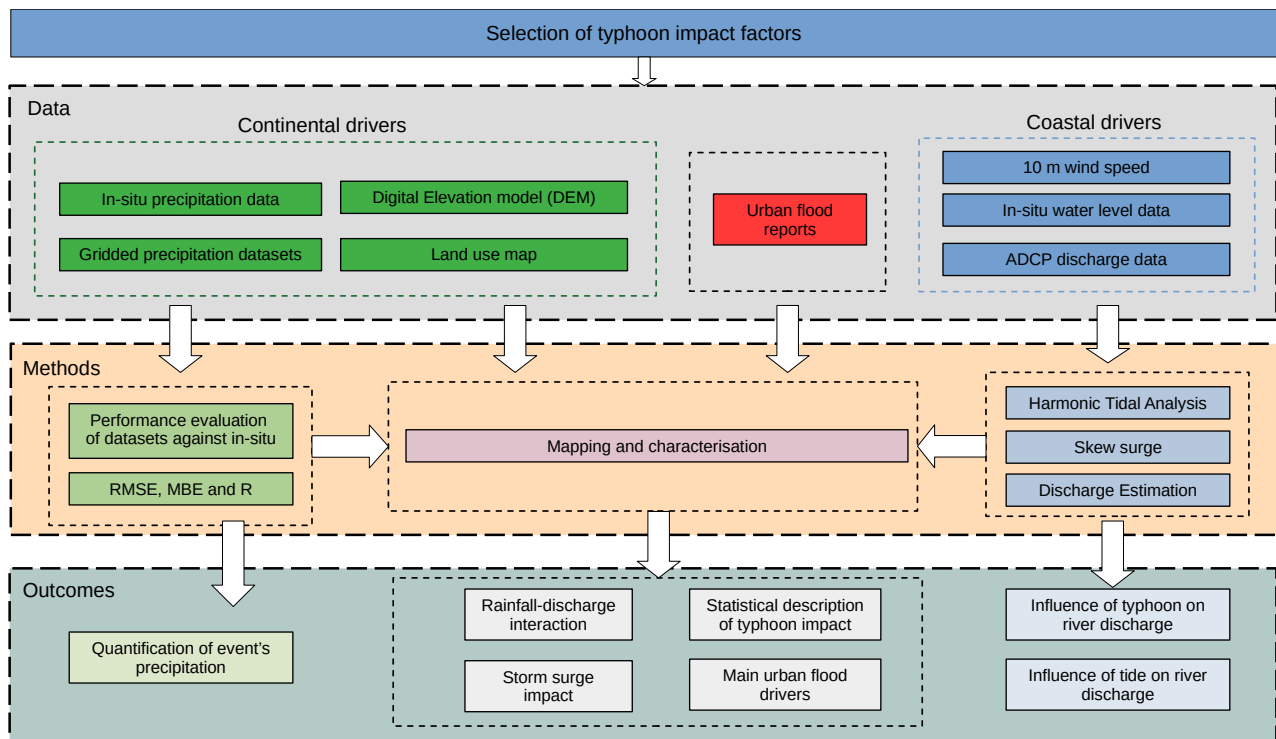 Selection of typhoon impact factors
Data
Continental drivers
Coastal drivers
In-situ precipitation data
Digital Elevation model (DEM)
Gridded precipitation datasets
Land use map
Urban flood
reports
10 m wind speed
In-situ water level data
ADCP discharge data
Methods
Performance evaluation
of datasets against in-situ
RMSE, MBE and R
Mapping and characterisation
Harmonic Tidal Analysis
Skew surge
Discharge Estimation
Outcomes
Quantification of event's
precipitation
Rainfall-discharge
interaction
Statistical description
of typhoon impact
Storm surge
impact
Main urban flood
drivers
Influence of typhoon on
river discharge
Influence of tide on river
discharge